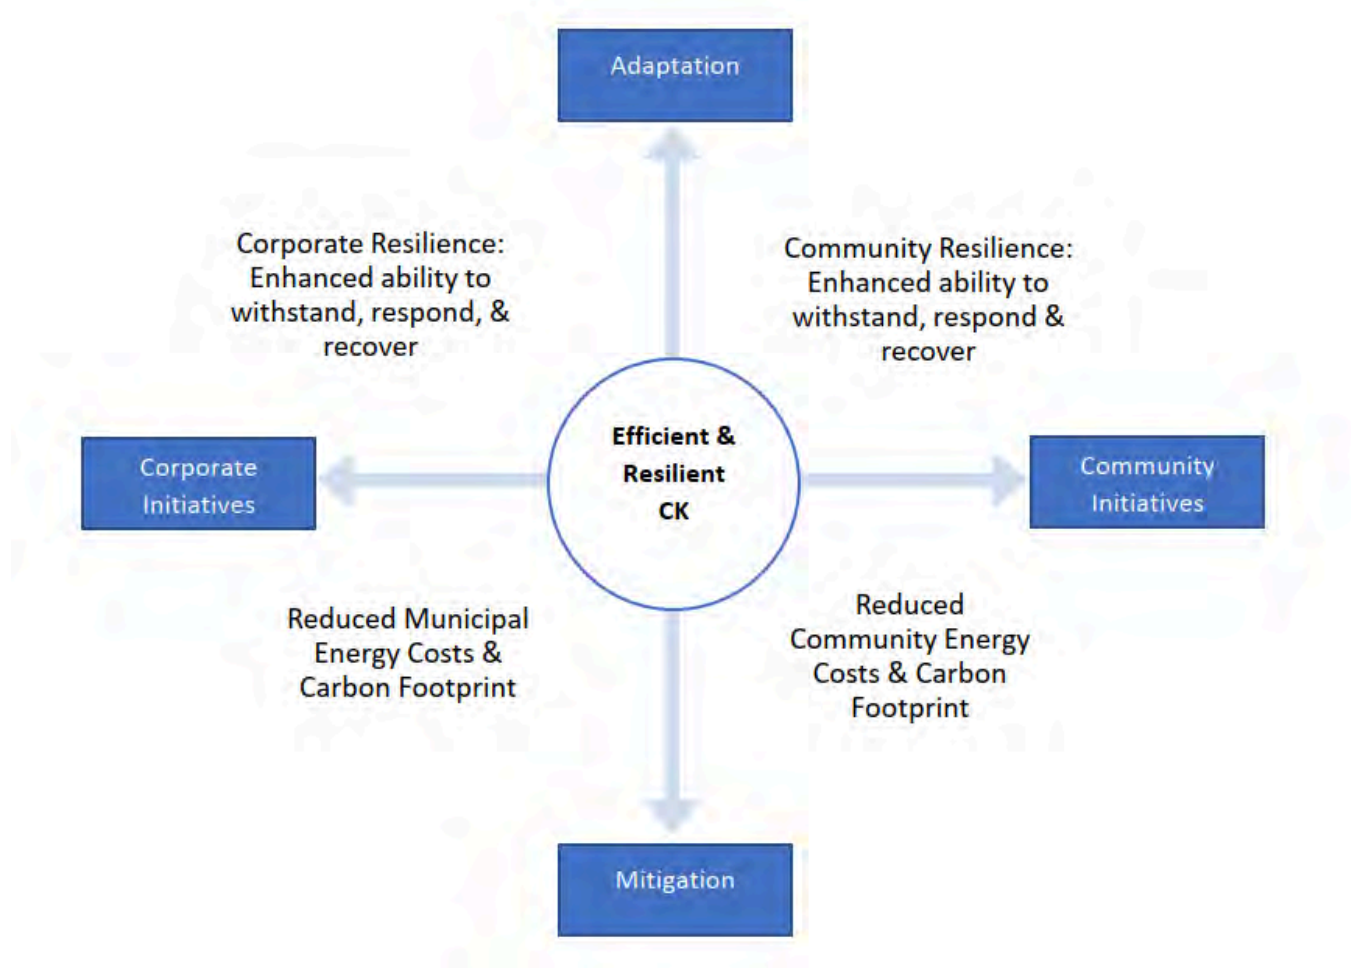 Adaptation
Corporate Resilience:
Enhanced ability to
withstand, respond, &
recover
Community Resilience:
Enhanced ability to
withstand, respond &
recover
Corporate
Initiatives
Efficient &
Resilient
CK
Community
Initiatives
Reduced Municipal
Energy Costs &
Carbon Footprint
Reduced
Community Energy
Costs & Carbon
Footprint
Mitigation